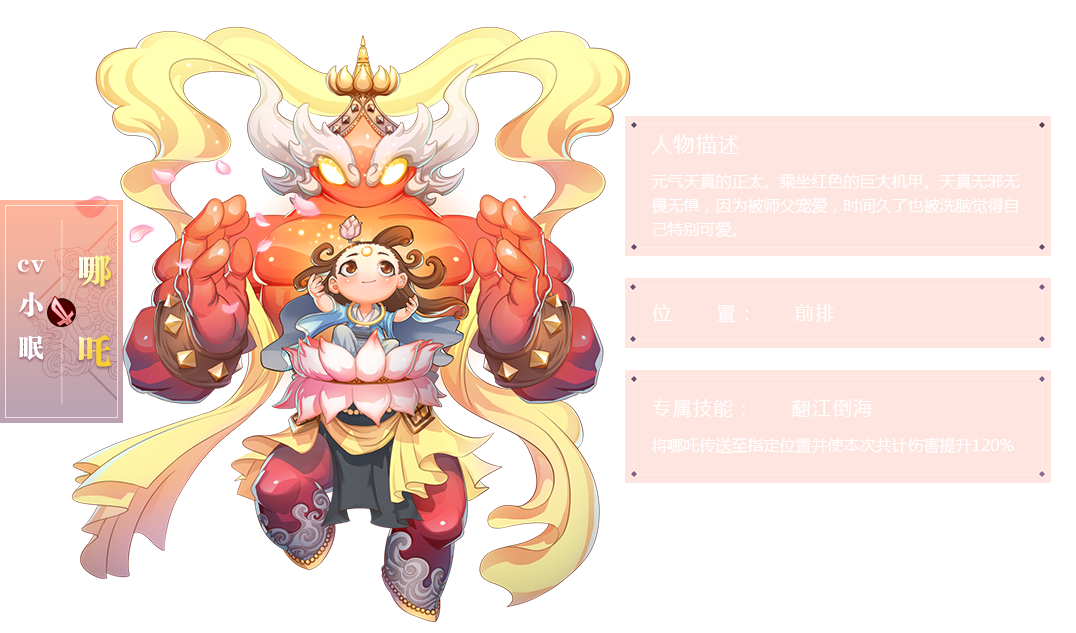 哪吒
cv小眠
人物描述
元气天真的正太。乘坐红色的巨大机甲。天真无邪无
畏无惧，因为被师父宠爱，时间久了也被洗脑觉得自
己特别可爱。
位 置： 前排
专属技能： 翻江倒海
将哪吒传送至指定位置并使本次共计伤害提升120%